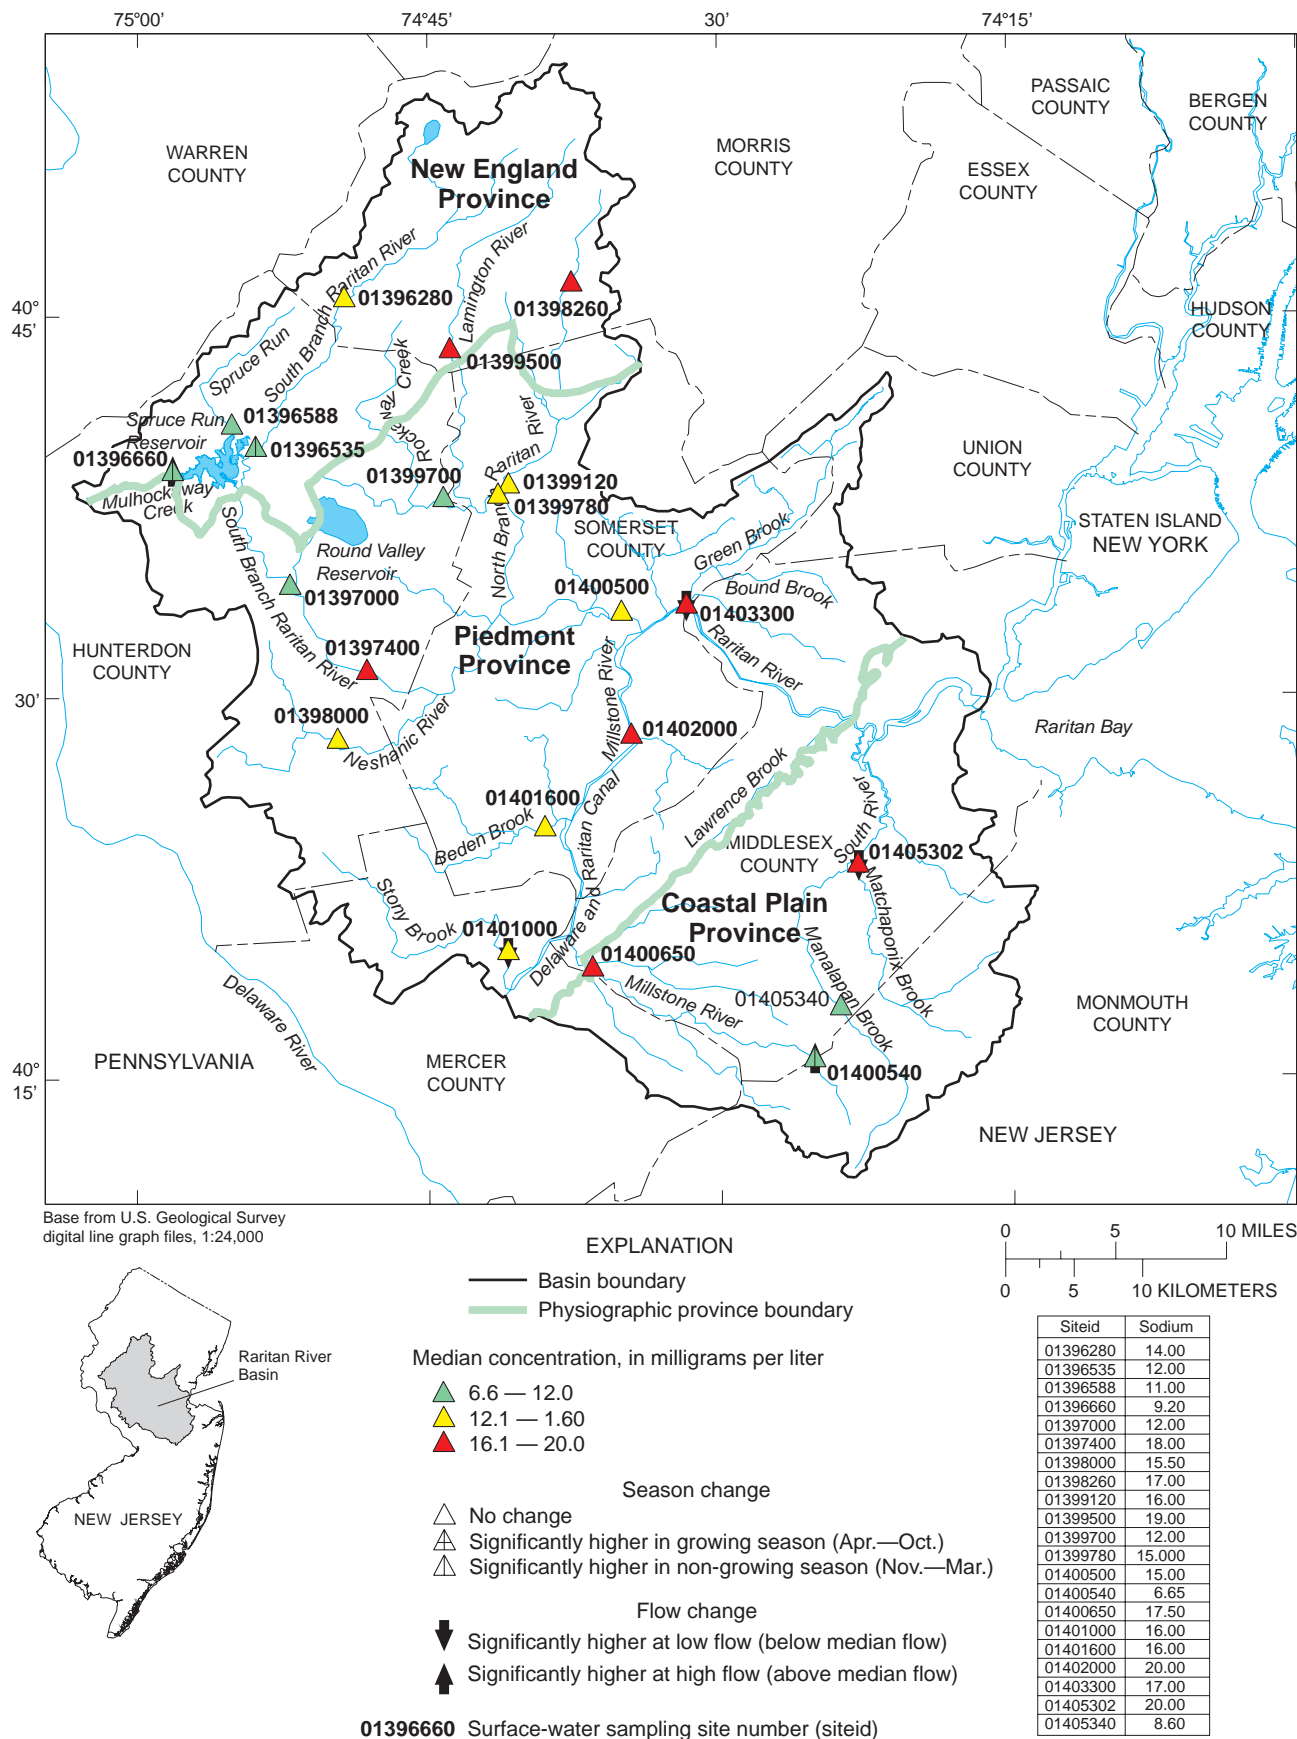 75°00'
74°45'
30'
74°15'
PASSAIC
COUNTY
BERGEN
COUNTY
WARREN
COUNTY
MORRIS
COUNTY
ESSEX
COUNTY
New England
Province
South Branch Raritan River
Lamington River
01396280
01398260
40°
45'
HUDSON
COUNTY
Spruce Run
01399500
Rockaway Creek
01396588
Spruce Run
Reservoir
01396535
01396660
North Branch Raritan River
UNION
COUNTY
01399700
01399120
01399780
Mulhockaway
Creek
SOMERSET
COUNTY
STATEN ISLAND
NEW YORK
Green Brook
Round Valley
Reservoir
01397000
01400500
Bound Brook
01403300
South Branch Raritan River
Raritan River
HUNTERDON
COUNTY
01397400
Piedmont
Province
30'
01398000
Neshanic River
Millstone River
01402000
Raritan Bay
01401600
Beden Brook
Lawrence Brook
MIDDLESEX
COUNTY
South River
01405302
Delaware and Raritan Canal
Stony Brook
01401000
Coastal Plain
Province
Matchaponix Brook
Manalapan Brook
01400650
Millstone River
01405340
Delaware River
MONMOUTH
COUNTY
PENNSYLVANIA
MERCER
COUNTY
01400540
40°
15'
NEW JERSEY
Base from U.S. Geological Survey
digital line graph files, 1:24,000
0 5 10 MILES
0 5 10 KILOMETERS
EXPLANATION
Basin boundary
Physiographic province boundary
Median concentration, in milligrams per liter
6.6 — 12.0
12.1 — 1.60
16.1 — 20.0
Season change
No change
Significantly higher in growing season (Apr.—Oct.)
Significantly higher in non-growing season (Nov.—Mar.)
Flow change
Significantly higher at low flow (below median flow)
Significantly higher at high flow (above median flow)
01396660 Surface-water sampling site number (siteid)
Raritan River
Basin
NEW JERSEY
Siteid Sodium
01396280 14.00
01396535 12.00
01396588 11.00
01396660 9.20
01397000 12.00
01397400 18.00
01398000 15.50
01398260 17.00
01399120 16.00
01399500 19.00
01399700 12.00
01399780 15.000
01400500 15.00
01400540 6.65
01400650 17.50
01401000 16.00
01401600 16.00
01402000 20.00
01403300 17.00
01405302 20.00
01405340 8.60